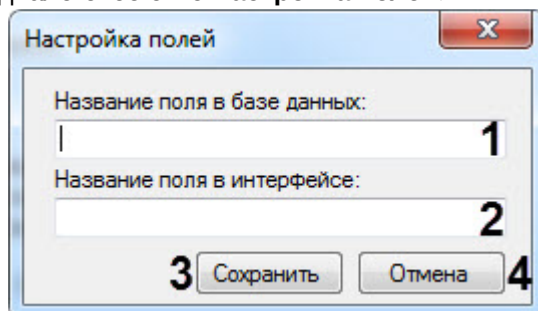 Настройка полей
Название поля в базе данных:
1
Название поля в интерфейсе:
2
3 Сохранить Отмена 4